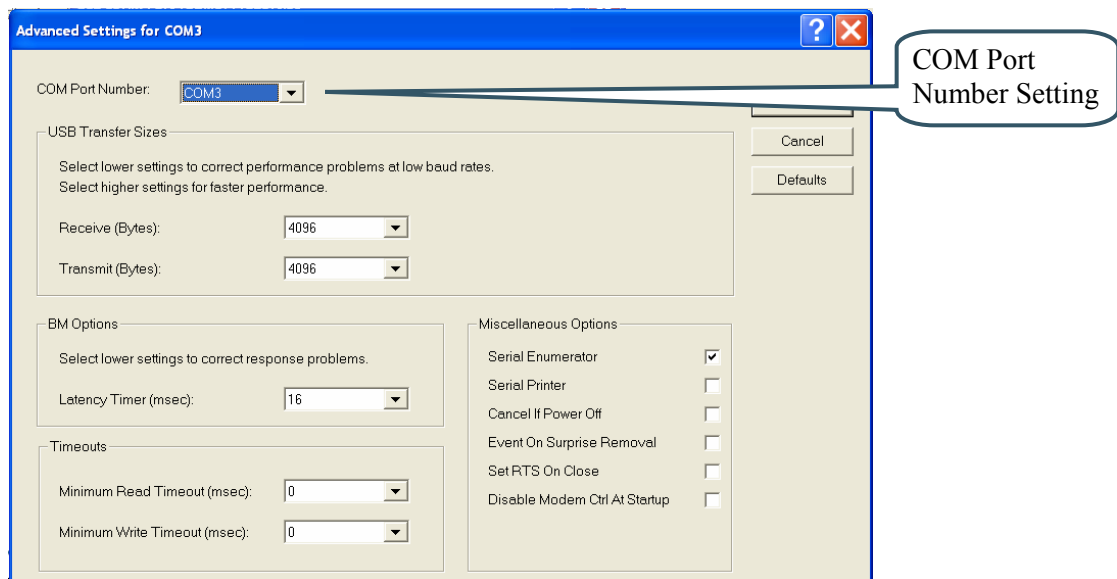 Advanced Settings for COM3
COM Port
Number Setting
COM Port Number:
COM3
USB Transfer Sizes
Cancel
Select lower settings to correct performance problems at low baud rates.
Select higher settings for faster performance.
Defaults
Receive (Bytes):
4096
Transmit (Bytes):
4096
BM Options
Select lower settings to correct response problems.
Latency Timer (msec):
16
Timeouts
Minimum Read Timeout (msec):
0
Minimum Write Timeout (msec):
0
Miscellaneous Options
Serial Enumerator
Serial Printer
Cancel If Power Off
Event On Surprise Removal
Set RTS On Close
Disable Modem Ctrl At Startup